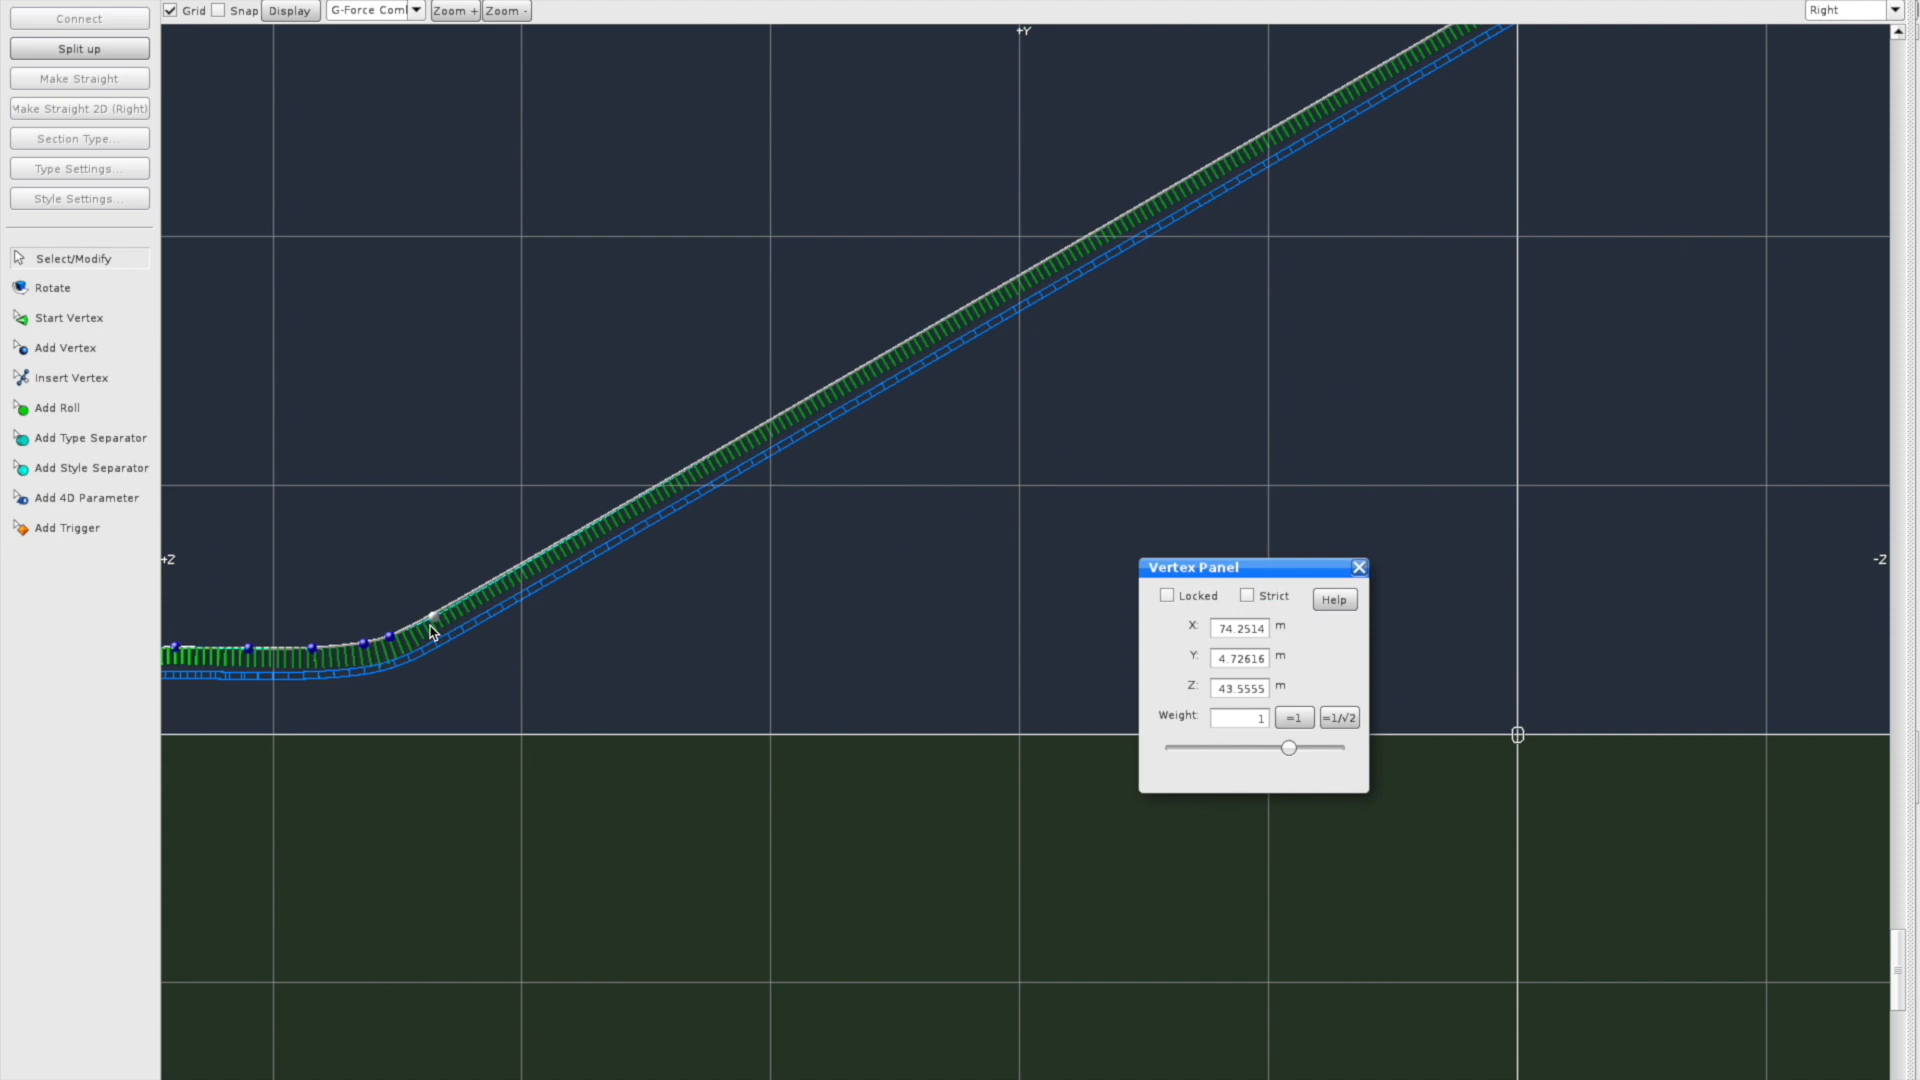 Connect
Split up
Make Straight
Make Straight 2D (Right)
Section Type...
Type Settings...
Style Settings...
Select/Modify
Rotate
Start Vertex
Add Vertex
Insert Vertex
Add Roll
Add Type Separator
Add Style Separator
Add 4D Parameter
Add Trigger
Grid
Snap
Display
G-Force Com
Zoom +
Zoom -
Right
+Y
+Z
-Z
Vertex Panel
Locked
Strict
Help
X: 74.2514 m
Y: 4.72616 m
Z: 43.5555 m
Weight: 1 =1 =1/√2